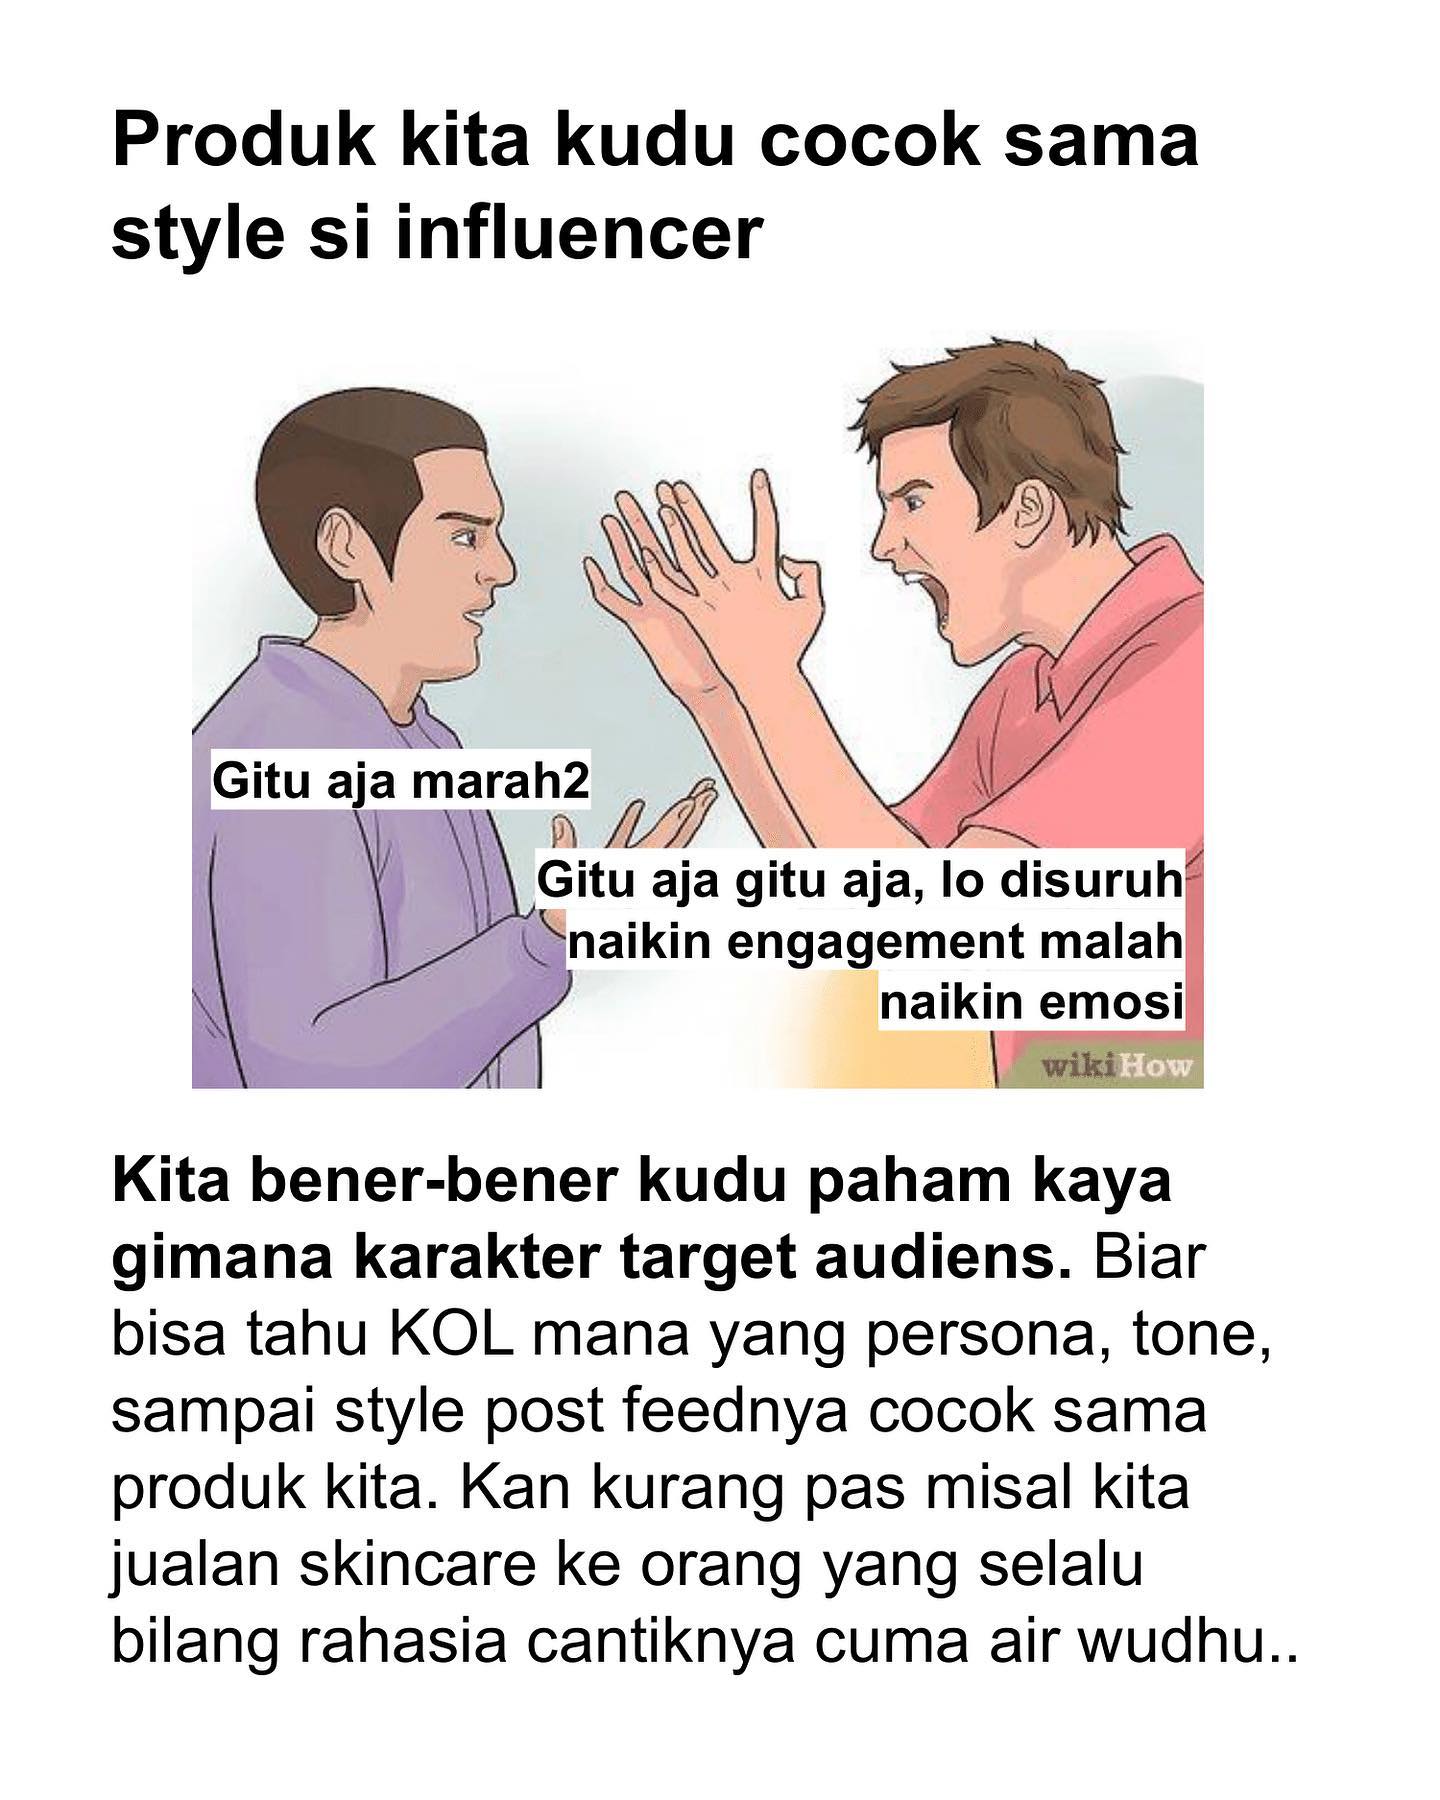 Produk kita kudu cocok sama
style si influencer
Gitu aja marah2
Gitu aja gitu aja, lo disuruh
naikin engagement malah
naikin emosi
wikiHow
Kita bener-bener kudu paham kaya
gimana karakter target audiens. Biar
bisa tahu KOL mana yang persona, tone,
sampai style post feednya cocok sama
produk kita. Kan kurang pas misal kita
jualan skincare ke orang yang selalu
bilang rahasia cantiknya cuma air wudhu..